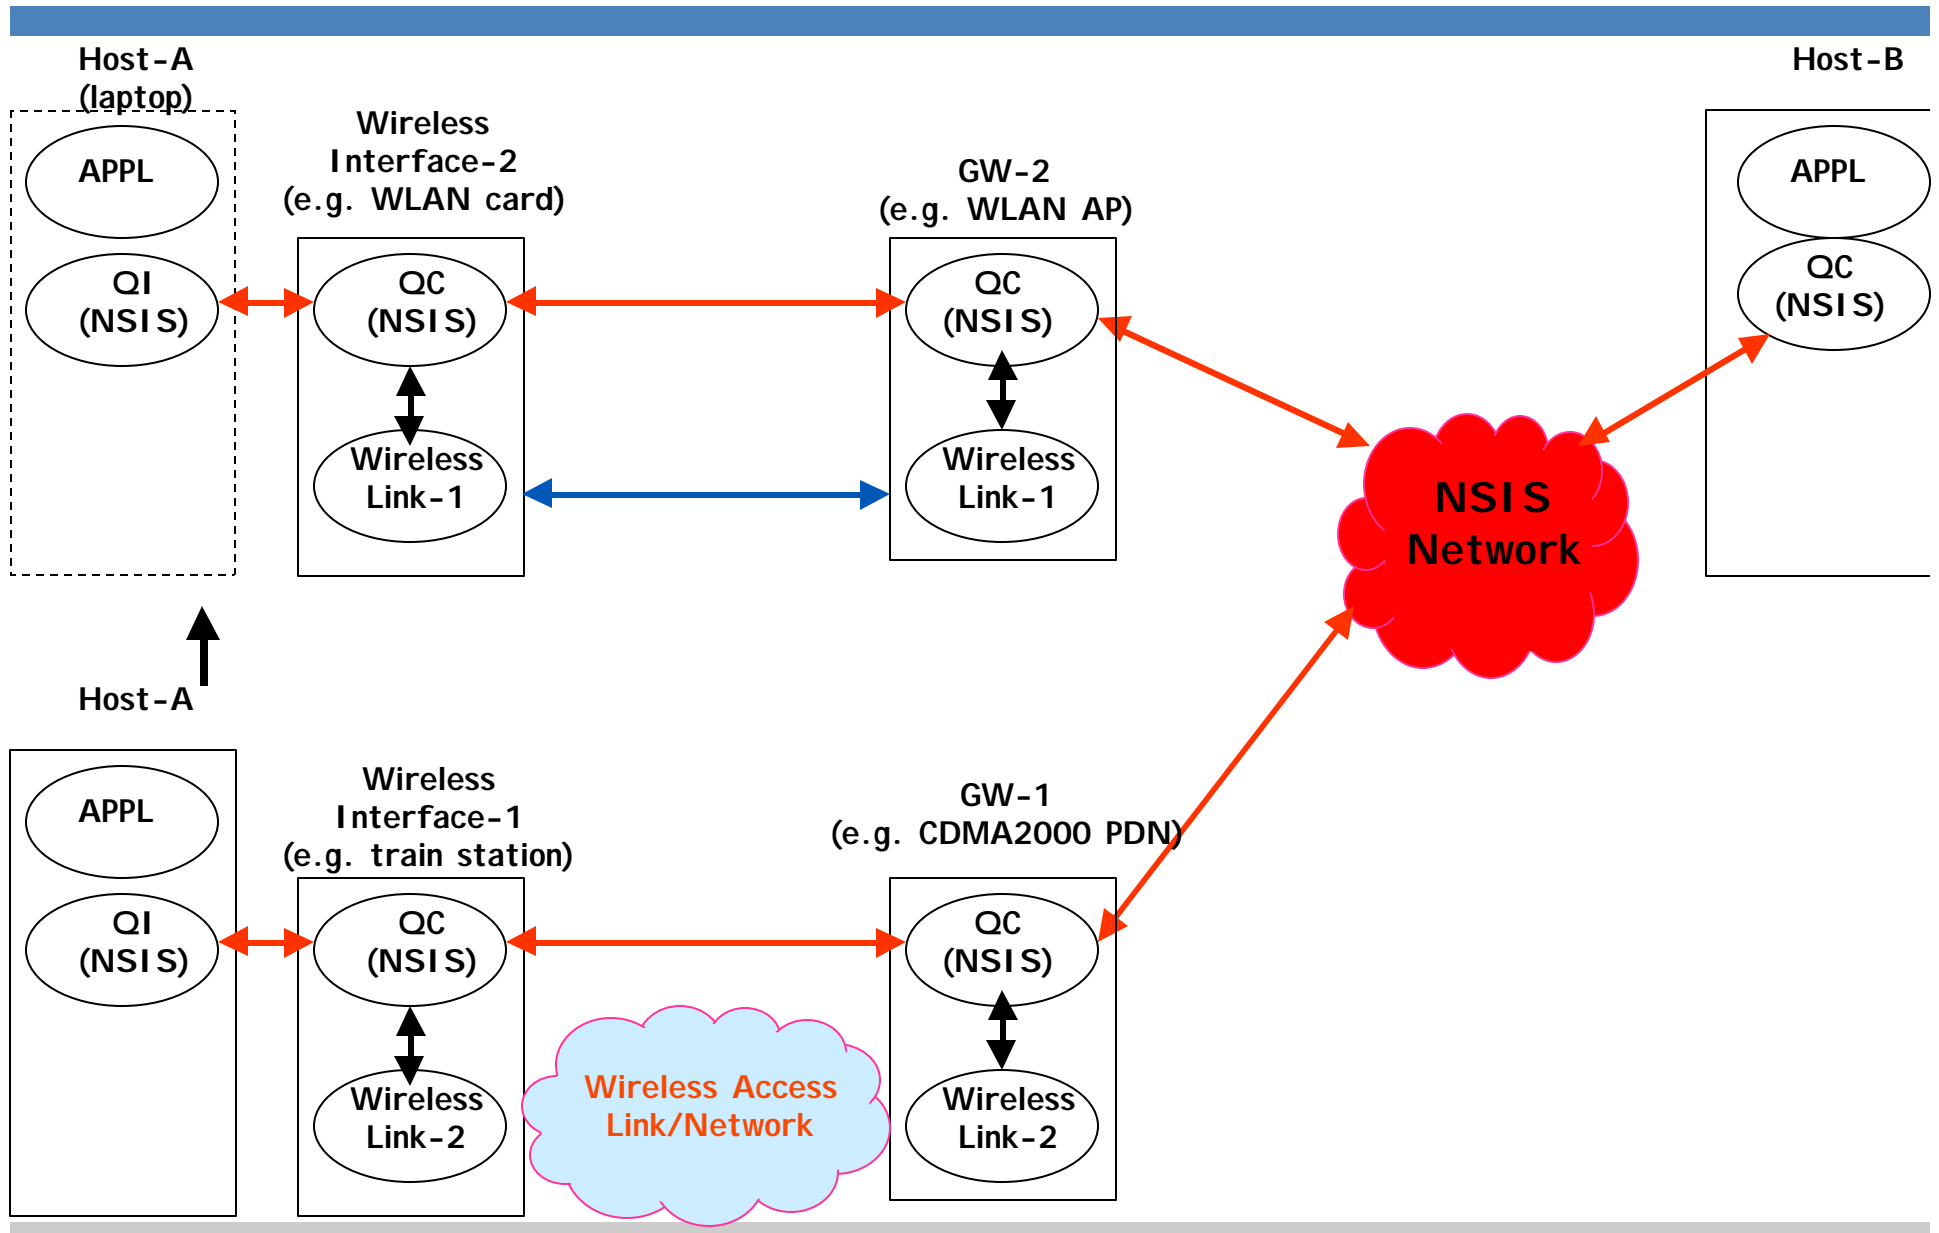 Host-A
(laptop)
Host-B
Wireless
Interface-2
(e.g. WLAN card)
GW-2
(e.g. WLAN AP)
APPL
APPL
QI
(NSIS)
QC
(NSIS)
QC
(NSIS)
QC
(NSIS)
Wireless
Link-1
Wireless
Link-1
NSIS
Network
Host-A
Wireless
Interface-1
(e.g. train station)
GW-1
(e.g. CDMA2000 PDN)
APPL
QI
(NSIS)
QC
(NSIS)
QC
(NSIS)
Wireless
Link-2
Wireless Access
Link/Network
Wireless
Link-2